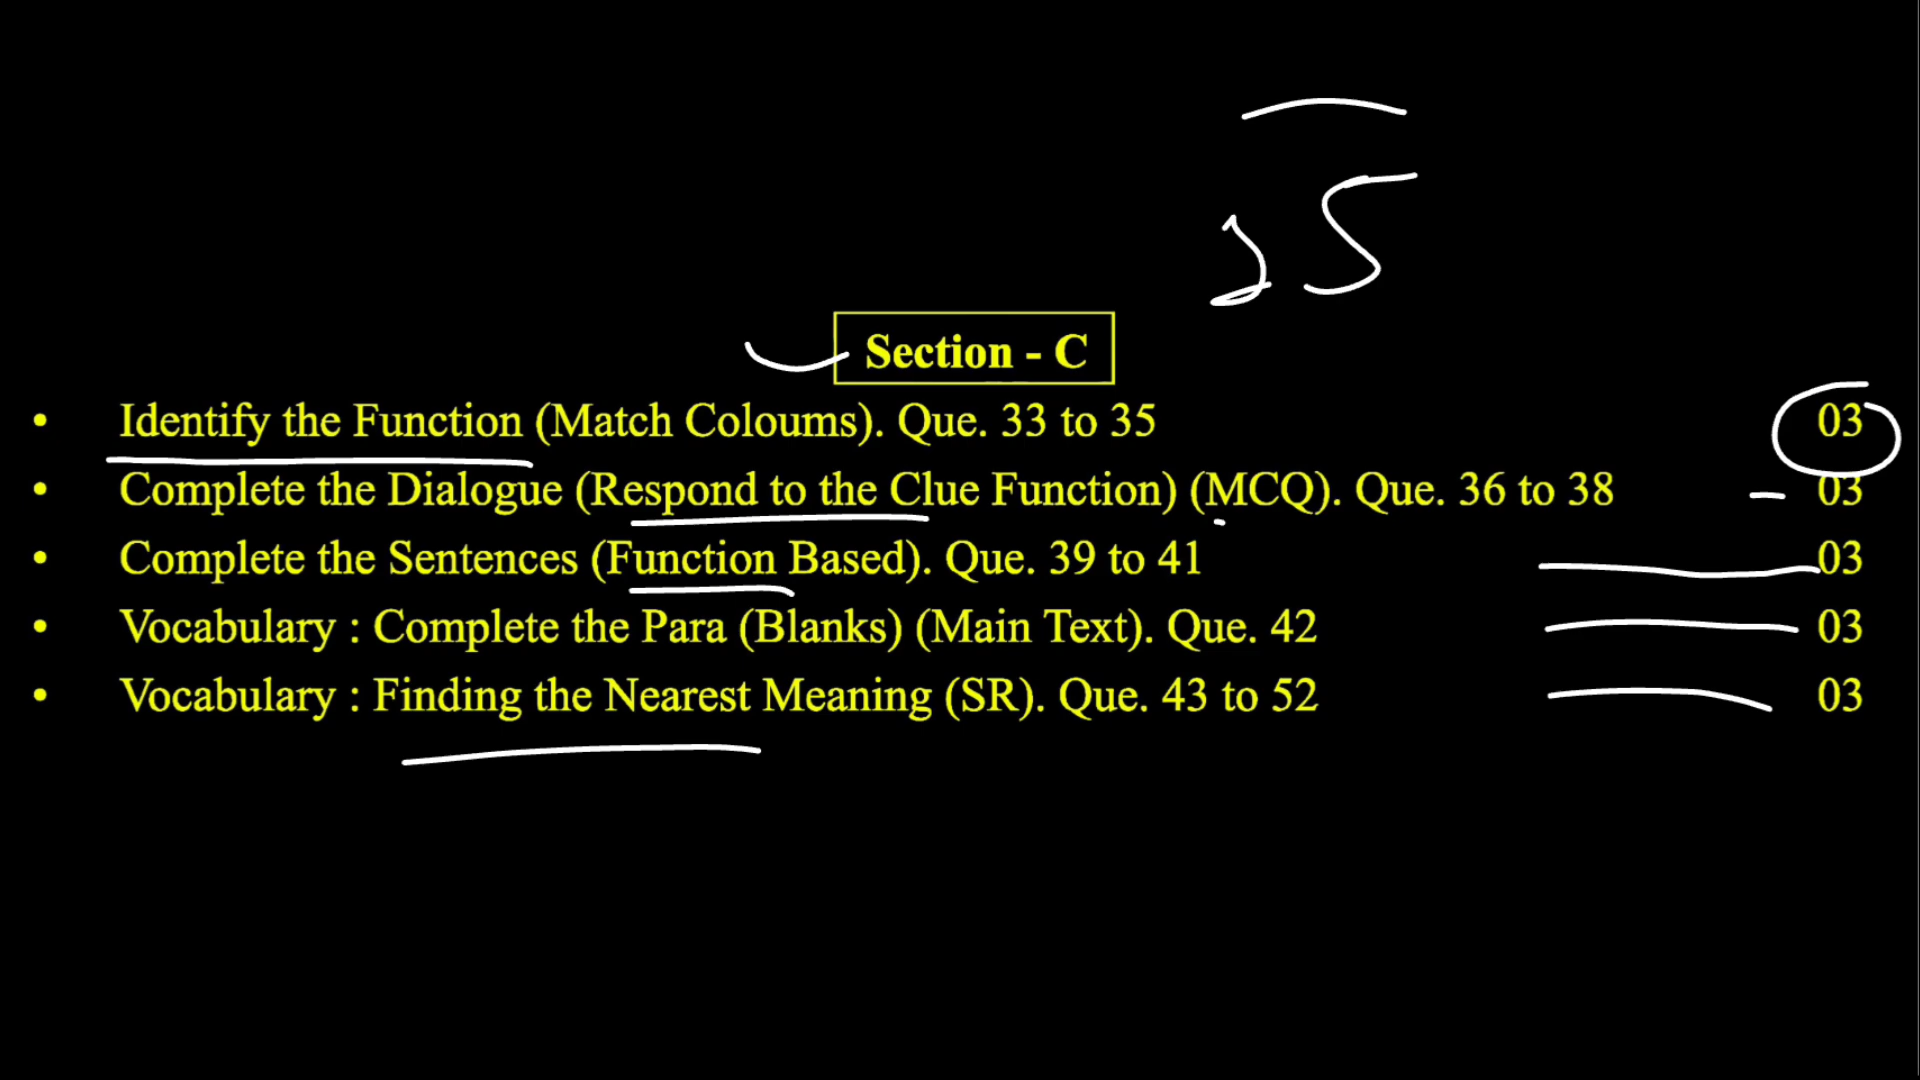 25
Section - C
• Identify the Function (Match Coloums). Que. 33 to 35 03
• Complete the Dialogue (Respond to the Clue Function) (MCQ). Que. 36 to 38 03
• Complete the Sentences (Function Based). Que. 39 to 41 03
• Vocabulary : Complete the Para (Blanks) (Main Text). Que. 42 03
• Vocabulary : Finding the Nearest Meaning (SR). Que. 43 to 52 03